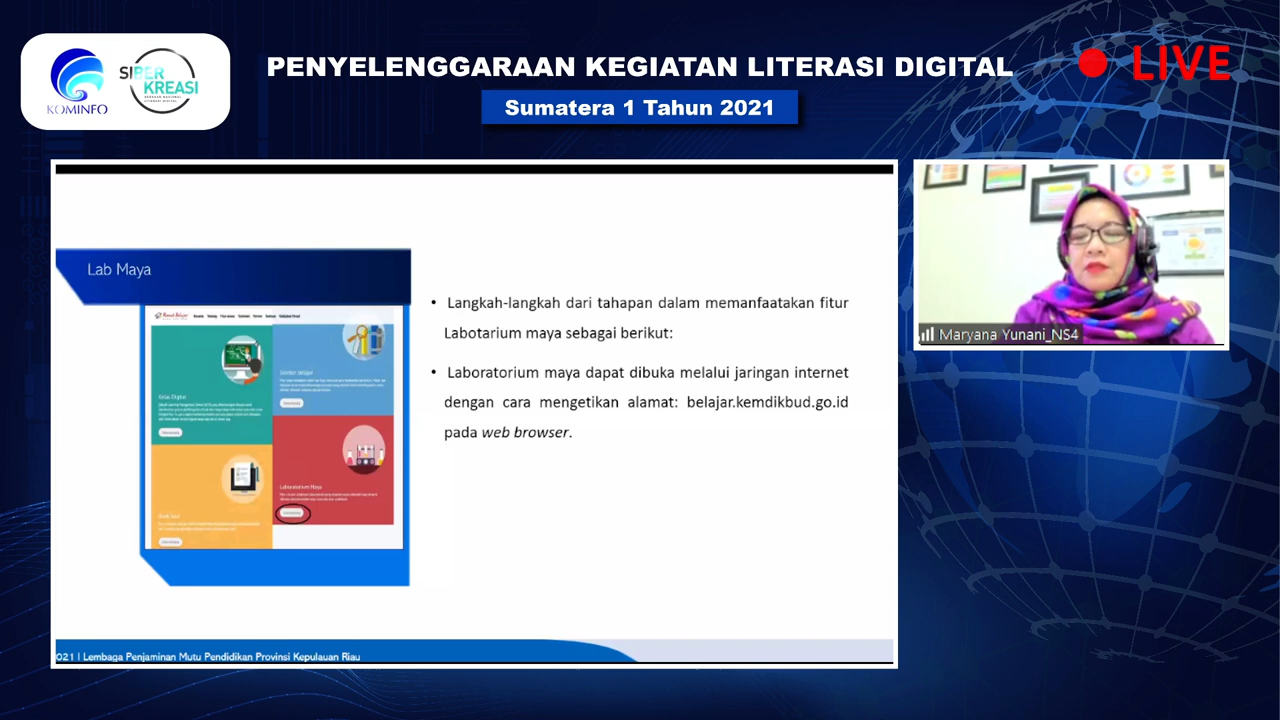 KOMINFO
SIBER
KREASI
PENYELENGGARAAN KEGIATAN LITERASI DIGITAL
Sumatera 1 Tahun 2021
LIVE
Lab Maya
Rumah Belajar
Kelas Digital
Sumber Belajar
Laboratorium Maya
Bank Soal
• Langkah-langkah dari tahapan dalam memanfaatakan fitur
Labotarium maya sebagai berikut:
• Laboratorium maya dapat dibuka melalui jaringan internet
dengan cara mengetikan alamat: belajar.kemdikbud.go.id
pada web browser.
021 | Lembaga Penjaminan Mutu Pendidikan Provinsi Kepulauan Riau
Maryana Yunani_NS4